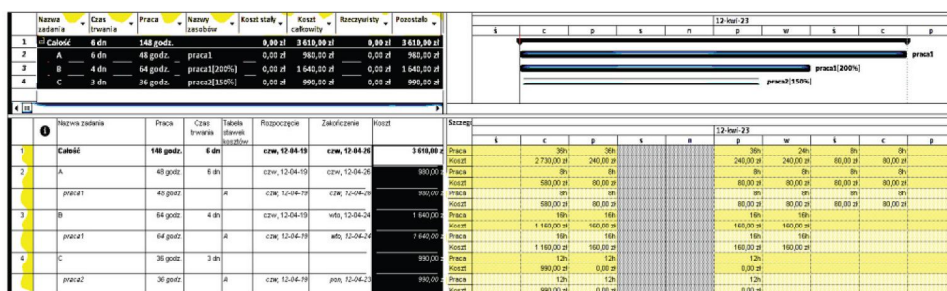 Nazwa zadania Czas trwania Praca Nazwy zasobów Koszt stały Koszt całkowity Rzeczywisty Pozostało
1 Całość 6 dn 148 godz. 0,00 zł 3 610,00 zł 0,00 zł 3 610,00 zł
2 A 6 dn 48 godz. praca1 0,00 zł 980,00 zł 0,00 zł 980,00 zł
3 B 4 dn 64 godz. praca1[200%] 0,00 zł 1 640,00 zł 0,00 zł 1 640,00 zł
4 C 3 dn 36 godz. praca2[150%] 0,00 zł 990,00 zł 0,00 zł 990,00 zł
12-kwi-23
ś c p s n p w ś c p
praca1
praca1[200%]
praca2[150%]
Nazwa zadania Praca Czas trwania Tabela stawek kosztów Rozpoczęcie Zakończenie Koszt Szczegó
12-kwi-23
ś c p s n p w ś c p
1 Całość 148 godz. 6 dn czw, 12-04-19 czw, 12-04-26 3 610,00 zł Praca 36h 36h 36h 24h 8h 8h
Koszt 2 730,00 zł 240,00 zł 240,00 zł 240,00 zł 80,00 zł 80,00 zł
2 A 48 godz. 6 dn czw, 12-04-19 czw, 12-04-26 980,00 zł Praca 8h 8h 8h 8h 8h 8h
Koszt 580,00 zł 80,00 zł 80,00 zł 80,00 zł 80,00 zł 80,00 zł
praca1 48 godz. A czw, 12-04-19 czw, 12-04-26 980,00 zł Praca 8h 8h 8h 8h 8h 8h
Koszt 580,00 zł 80,00 zł 80,00 zł 80,00 zł 80,00 zł 80,00 zł
3 B 64 godz. 4 dn czw, 12-04-19 wto, 12-04-24 1 640,00 zł Praca 16h 16h 16h 16h
Koszt 1 160,00 zł 160,00 zł 160,00 zł 160,00 zł
praca1 64 godz. A czw, 12-04-19 wto, 12-04-24 1 640,00 zł Praca 16h 16h 16h 16h
Koszt 1 160,00 zł 160,00 zł 160,00 zł 160,00 zł
4 C 36 godz. 3 dn 990,00 zł Praca 12h 12h 12h
Koszt 990,00 zł 0,00 zł 0,00 zł
praca2 36 godz. A czw, 12-04-19 pon, 12-04-23 990,00 zł Praca 12h 12h 12h
Koszt 990,00 zł 0,00 zł 0,00 zł